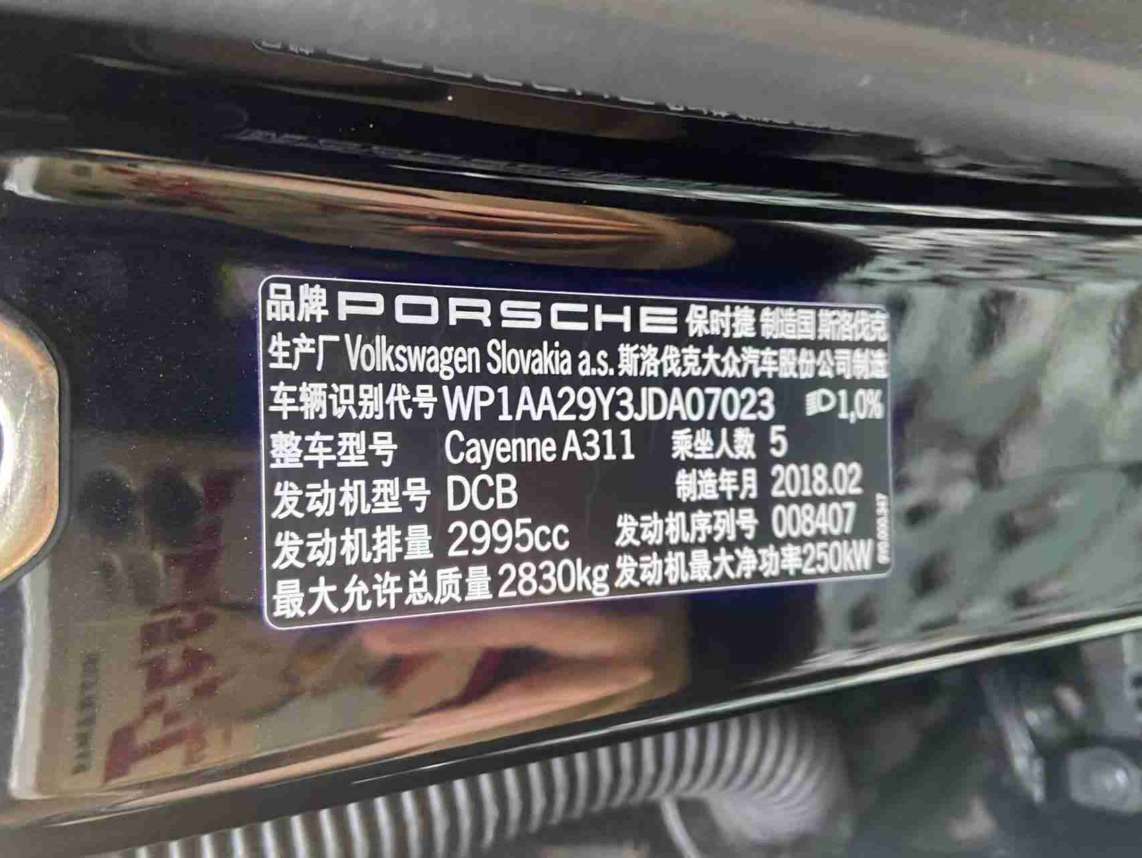 品牌 PORSCHE 保时捷 制造国 斯洛伐克
生产厂 Volkswagen Slovakia a.s. 斯洛伐克大众汽车股份公司制造
车辆识别代号 WP1AA29Y3JDA07023 1,0%
整车型号 Cayenne A311 乘坐人数 5
发动机型号 DCB 制造年月 2018.02
发动机排量 2995cc 发动机序列号 008407
最大允许总质量 2830kg 发动机最大净功率 250kW